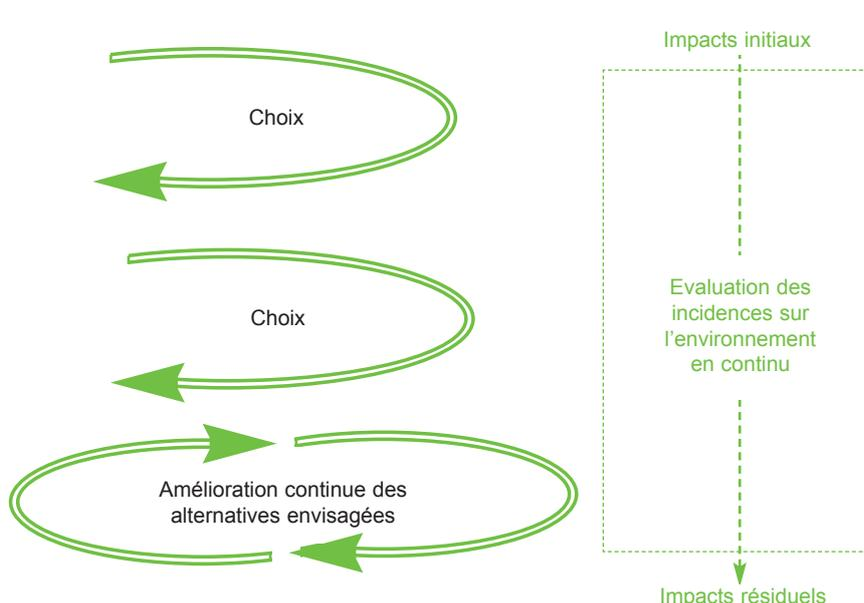 Impacts initiaux
Choix
Choix
Evaluation des
incidences sur
l'environnement
en continu
Amélioration continue des
alternatives envisagées
Impacts résiduels